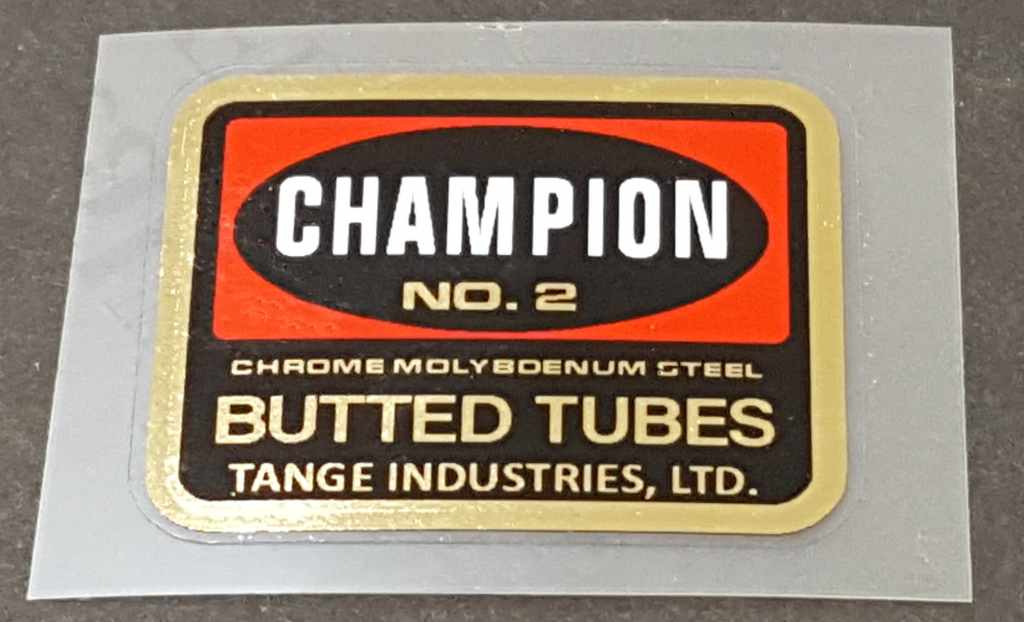 CHAMPION
NO. 2
CHROME MOLYBDENUM STEEL
BUTTED TUBES
TANGE INDUSTRIES, LTD.